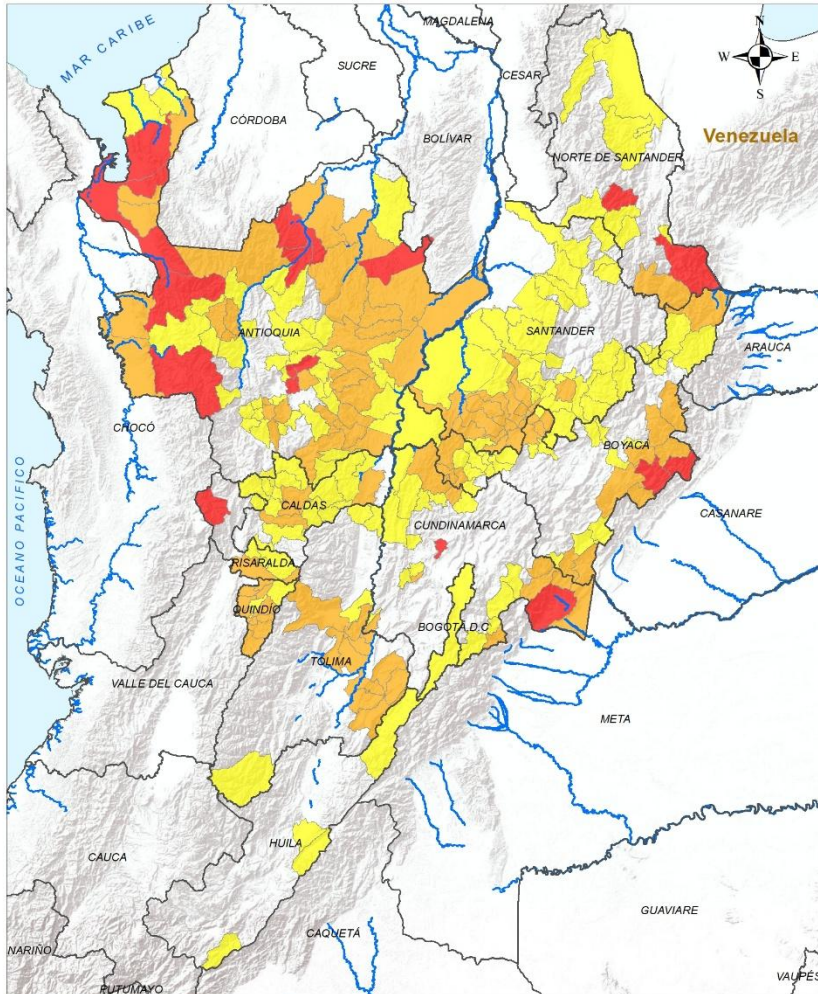 MAGDALENA
N
MAR CARIBE
SUCRE
W
E
CESAR
S
CÓRDOBA
BOLÍVAR
Venezuela
NORTE DE SANTANDER
ANTIOQUIA
SANTANDER
ARAUCA
CHOCÓ
BOYACA
OCEANO PACIFICO
CALDAS
CUNDINAMARCA
CASANARE
RISARALDA
QUINDÍO
BOGOTÁ D.C
TOLIMA
VALLE DEL CAUCA
META
HUILA
CAUCA
GUAVIARE
CAQUETÁ
NARIÑO
PUTUMAYO
VAUPÉS